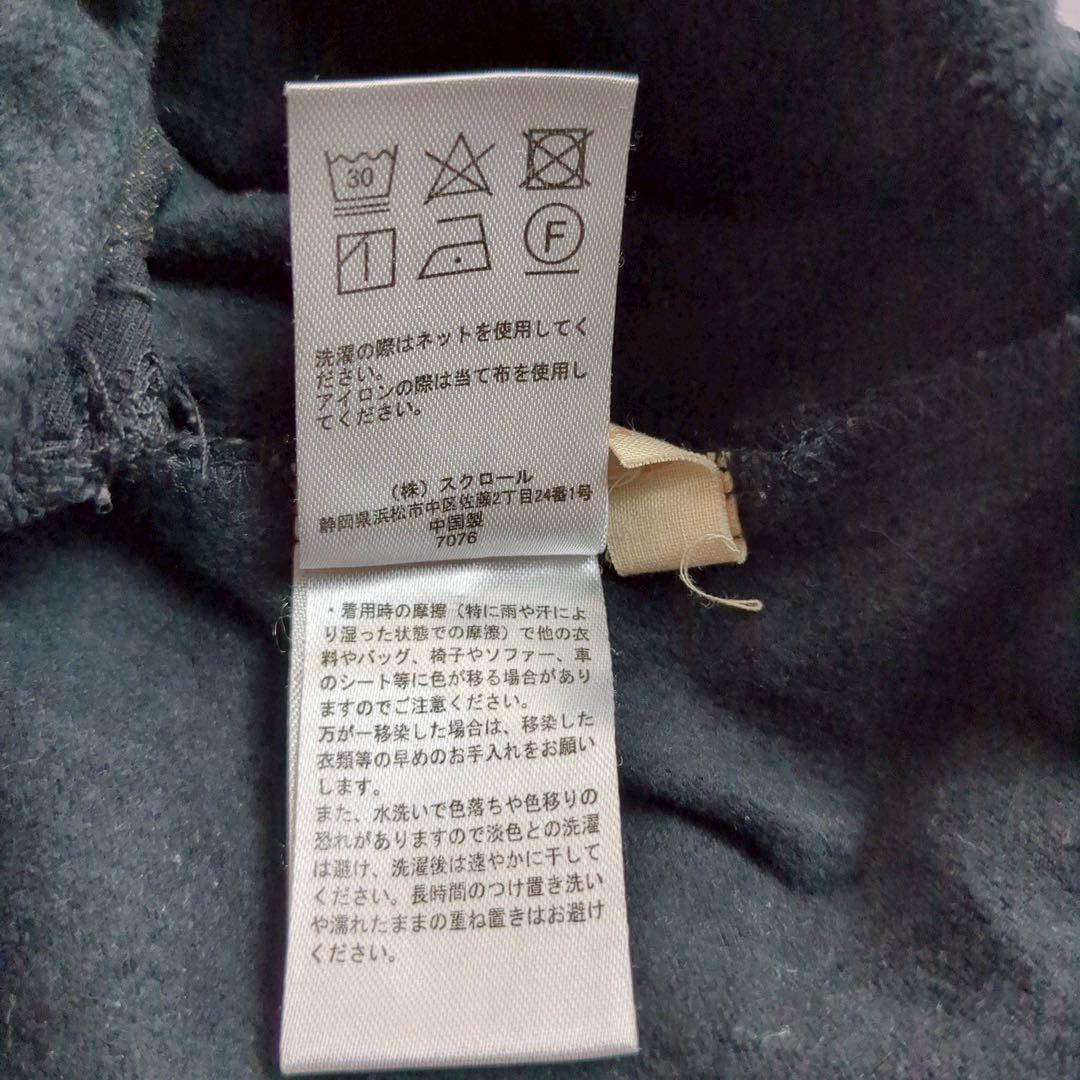 30
F
洗濯の際はネットを使用してく
ださい。
アイロンの際は当て布を使用し
てください。
（株）スクロール
静岡県浜松市中区佐藤2丁目24番1号
中国製
7076
・着用時の摩擦（特に雨や汗によ
り湿った状態での摩擦）で他の衣
料やバッグ、椅子やソファー、車
のシート等に色が移る場合があり
ますのでご注意ください。
万が一移染した場合は、移染した
衣類等の早めのお手入れをお願い
します。
また、水洗いで色落ちや色移りの
恐れがありますので淡色との洗濯
は避け、洗濯後は速やかに干して
ください。長時間のつけ置き洗い
や濡れたままの重ね置きはお避け
ください。